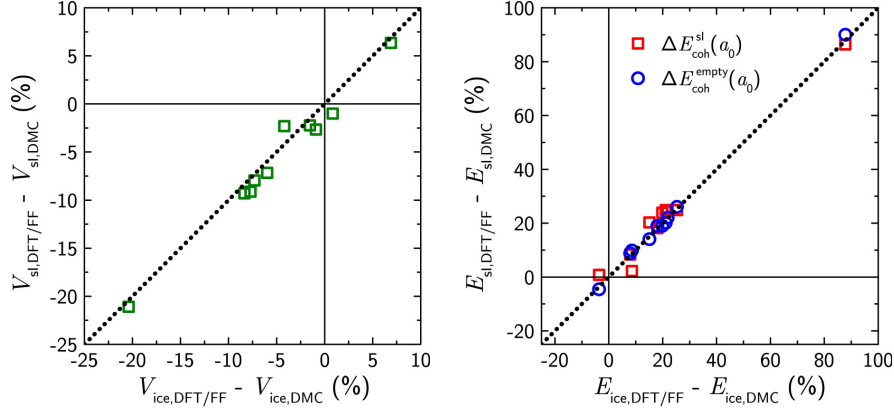 10
5
0
-5
-10
-15
-20
-25
-25 -20 -15 -10 -5 0 5 10
V_sl,DFT/FF - V_sl,DMC (%)
V_ice,DFT/FF - V_ice,DMC (%)
100
80
60
40
20
0
-20
-20 0 20 40 60 80 100
E_sl,DFT/FF - E_sl,DMC (%)
E_ice,DFT/FF - E_ice,DMC (%)
ΔE_coh^sl(a_0)
ΔE_coh^empty(a_0)